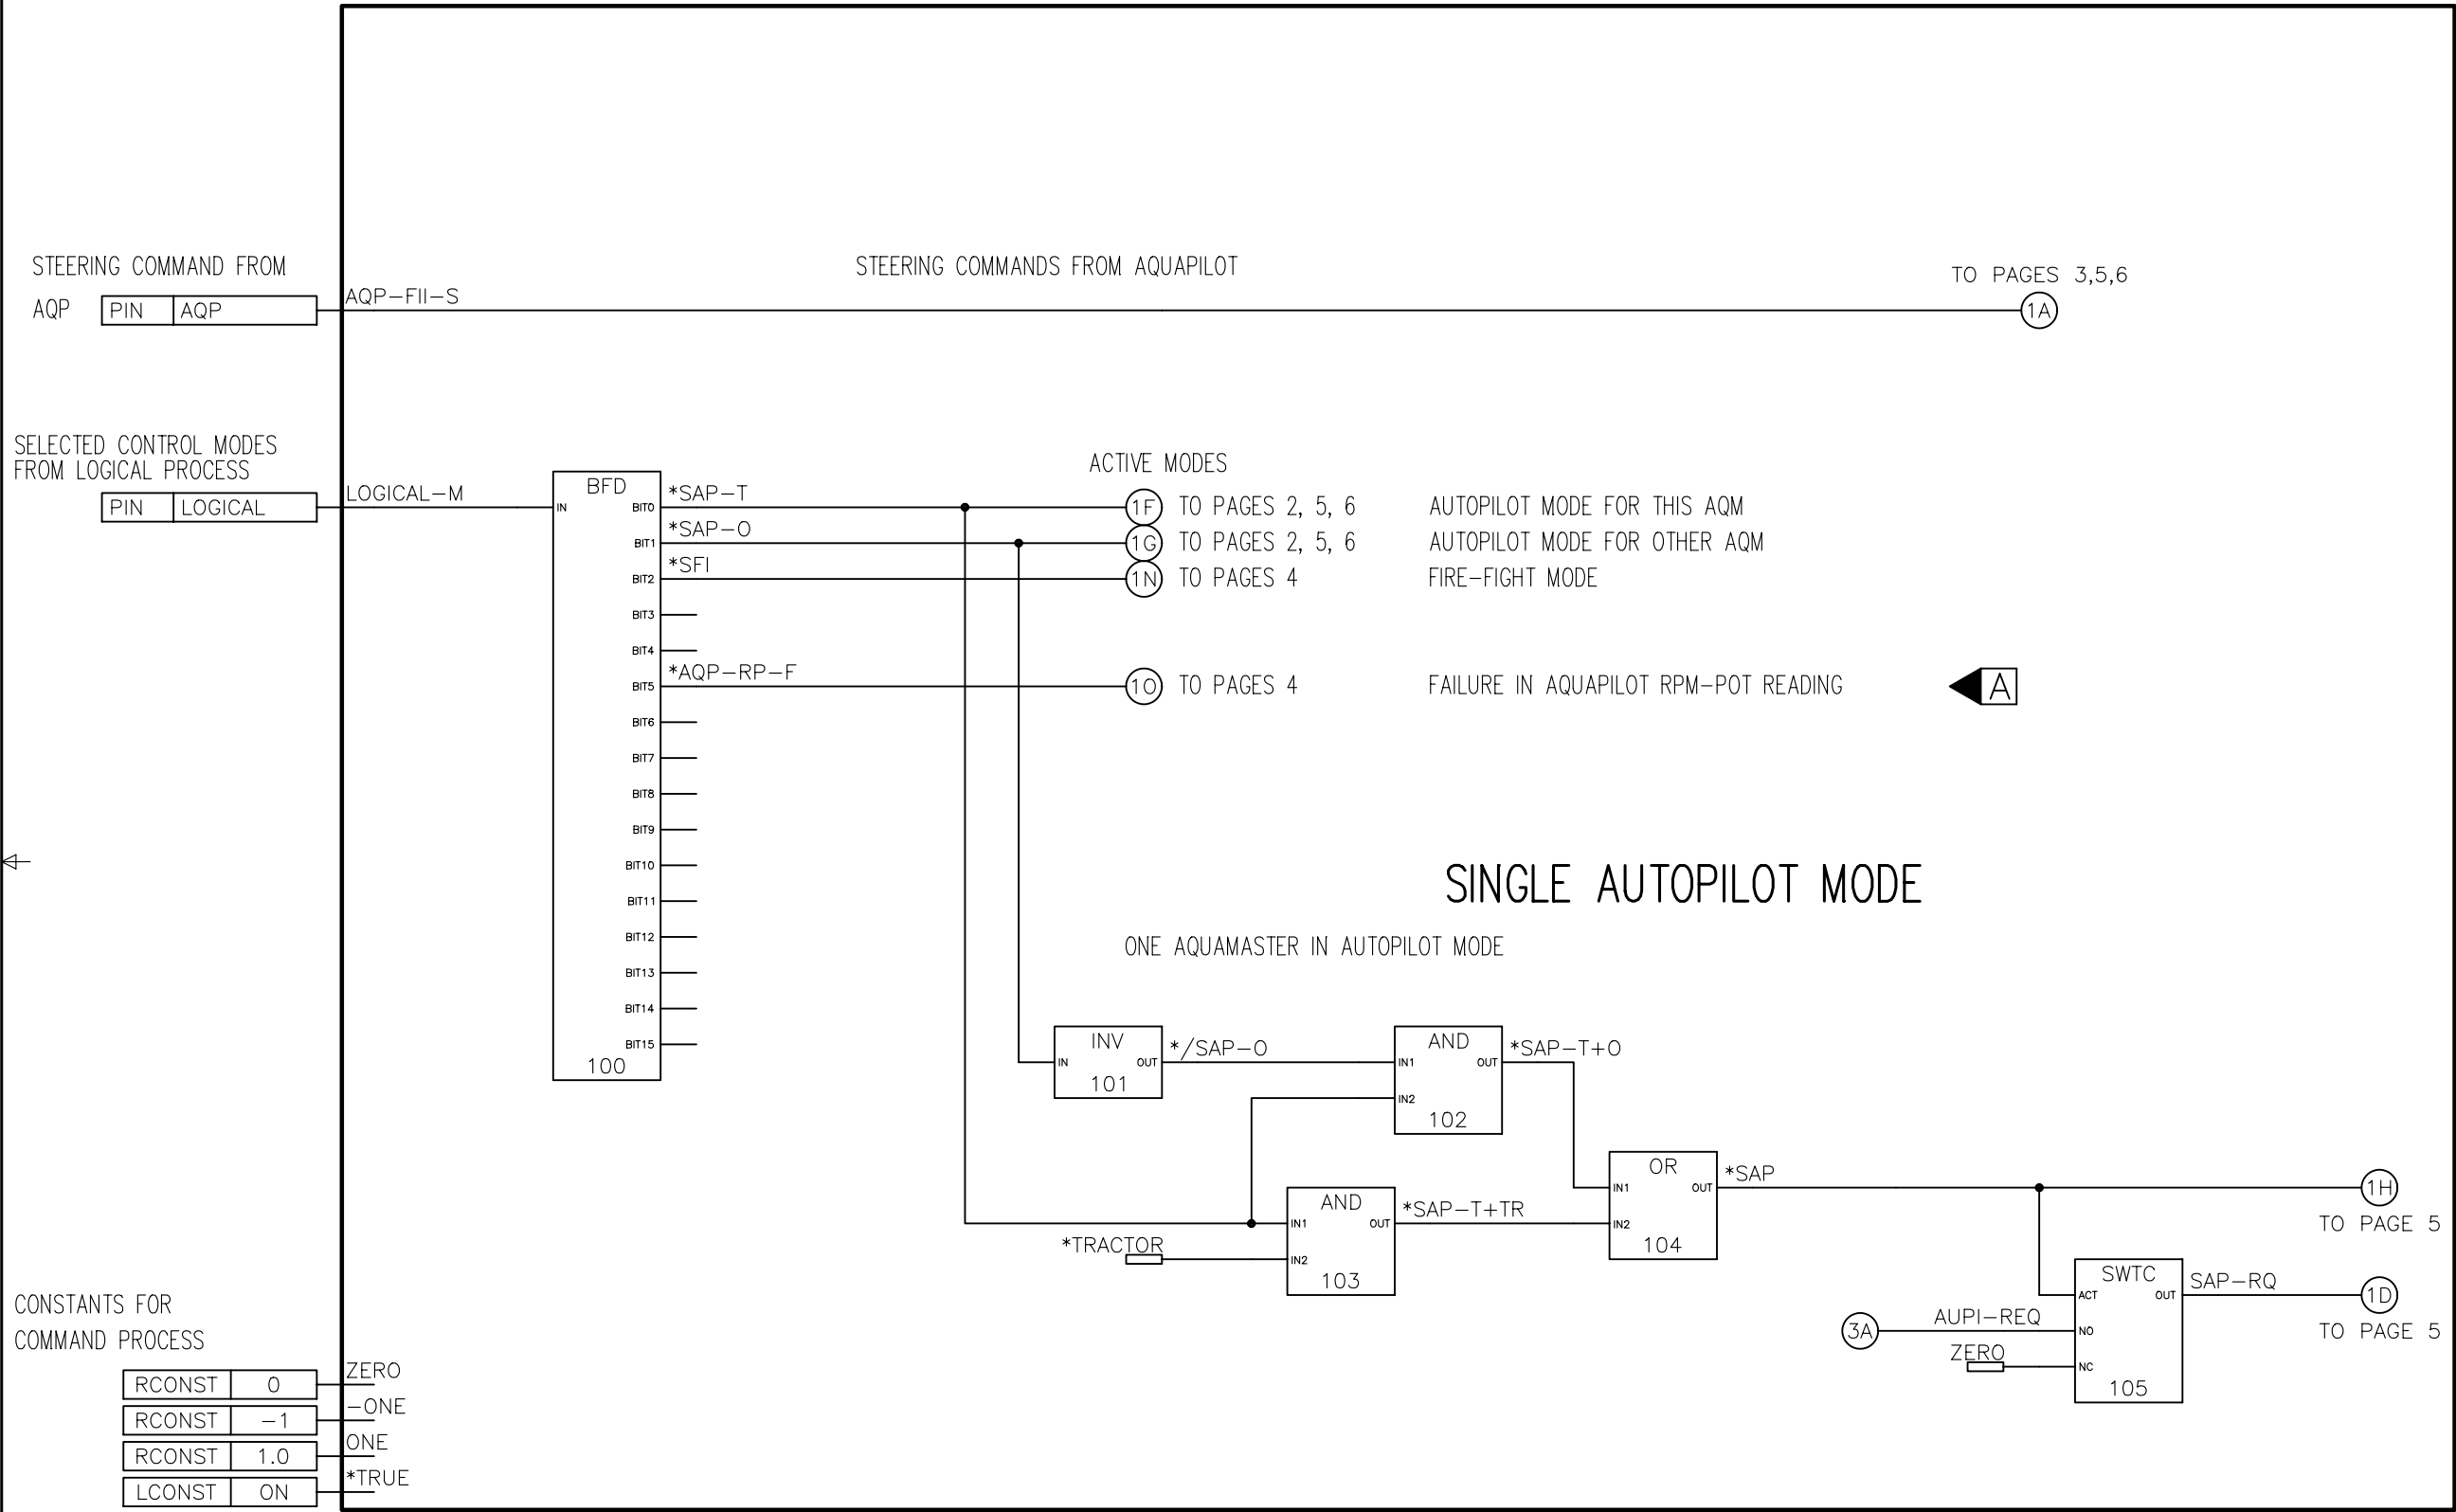 STEERING COMMAND FROM
STEERING COMMANDS FROM AQUAPILOT
TO PAGES 3,5,6
AQP
PIN AQP
AQP-FII-S
1A
SELECTED CONTROL MODES
FROM LOGICAL PROCESS
PIN LOGICAL
LOGICAL-M
BFD
IN
BIT0
BIT1
BIT2
BIT3
BIT4
BIT5
BIT6
BIT7
BIT8
BIT9
BIT10
BIT11
BIT12
BIT13
BIT14
BIT15
100
ACTIVE MODES
*SAP-T
1F TO PAGES 2, 5, 6 AUTOPILOT MODE FOR THIS AQM
*SAP-O
1G TO PAGES 2, 5, 6 AUTOPILOT MODE FOR OTHER AQM
*SFI
1N TO PAGES 4 FIRE-FIGHT MODE
*AQP-RP-F
1O TO PAGES 4 FAILURE IN AQUAPILOT RPM-POT READING
A
SINGLE AUTOPILOT MODE
ONE AQUAMASTER IN AUTOPILOT MODE
INV
IN OUT
101
*/SAP-O
AND
IN1 OUT
IN2
102
*SAP-T+O
*TRACTOR
AND
IN1 OUT
IN2
103
*SAP-T+TR
OR
IN1 OUT
IN2
104
*SAP
1H
TO PAGE 5
3A
AUPI-REQ
ZERO
SWTC
ACT OUT
NO
NC
105
SAP-RQ
1D
TO PAGE 5
CONSTANTS FOR
COMMAND PROCESS
RCONST 0 ZERO
RCONST -1 -ONE
RCONST 1.0 ONE
LCONST ON *TRUE